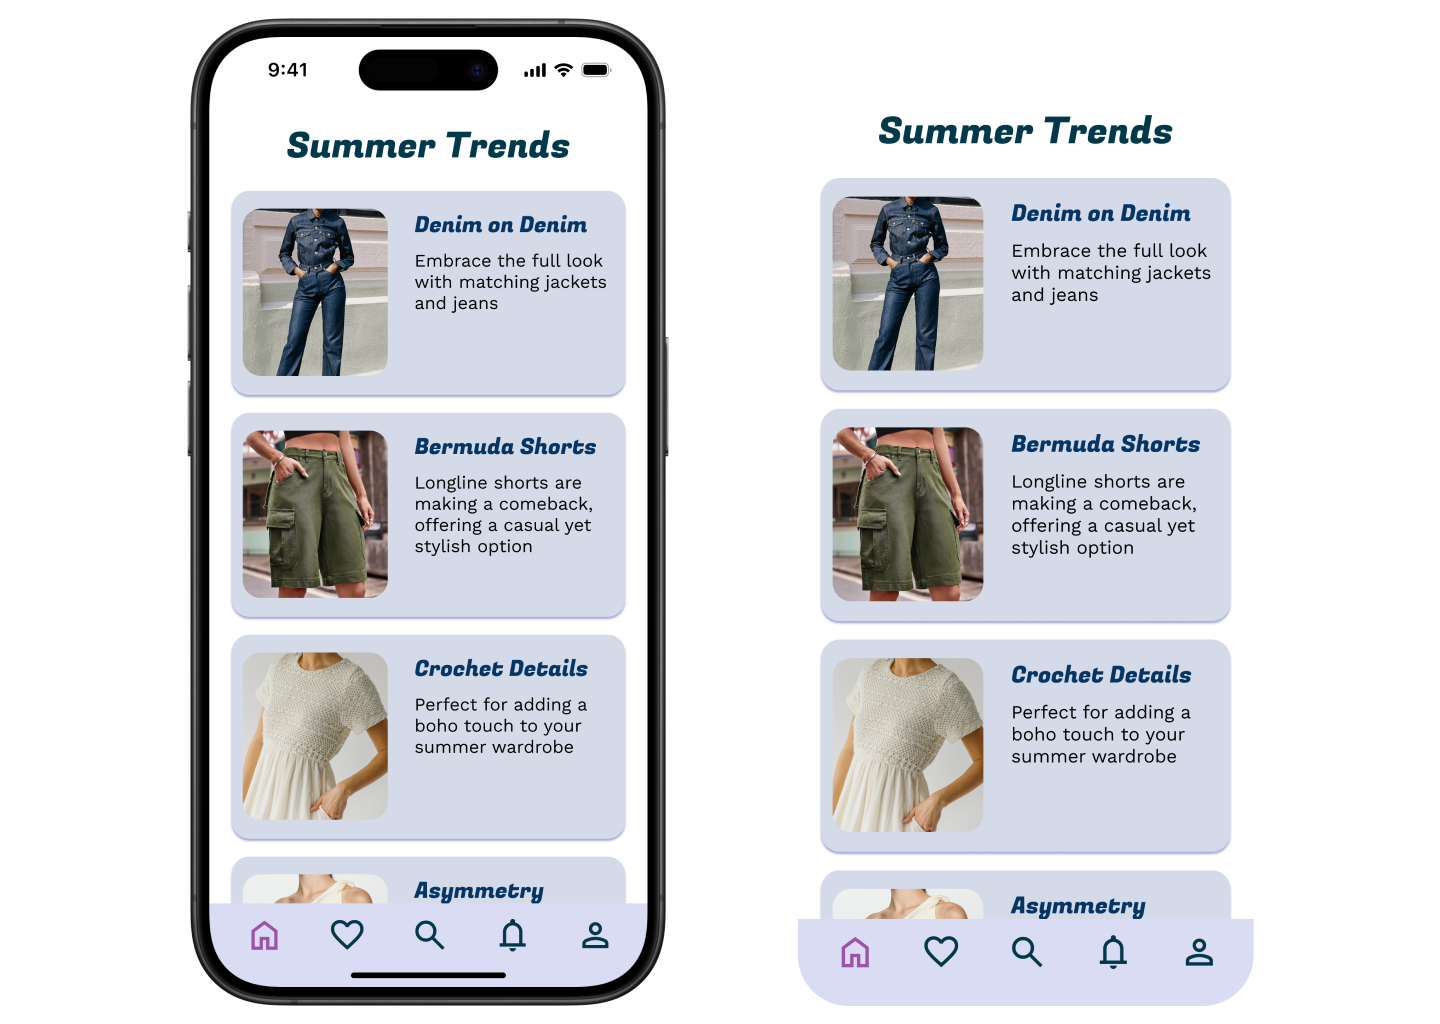 9:41
Summer Trends
Denim on Denim
Embrace the full look
with matching jackets
and jeans
Bermuda Shorts
Longline shorts are
making a comeback,
offering a casual yet
stylish option
Crochet Details
Perfect for adding a
boho touch to your
summer wardrobe
Asymmetry
Summer Trends
Denim on Denim
Embrace the full look
with matching jackets
and jeans
Bermuda Shorts
Longline shorts are
making a comeback,
offering a casual yet
stylish option
Crochet Details
Perfect for adding a
boho touch to your
summer wardrobe
Asymmetry